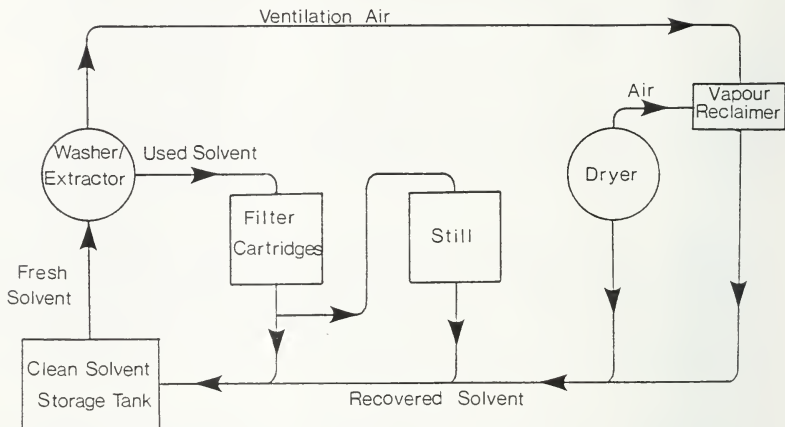 Ventilation Air
Air
Vapour
Reclaimer
Washer/
Extractor
Used Solvent
Dryer
Filter
Cartridges
Still
Fresh
Solvent
Clean Solvent
Storage Tank
Recovered Solvent